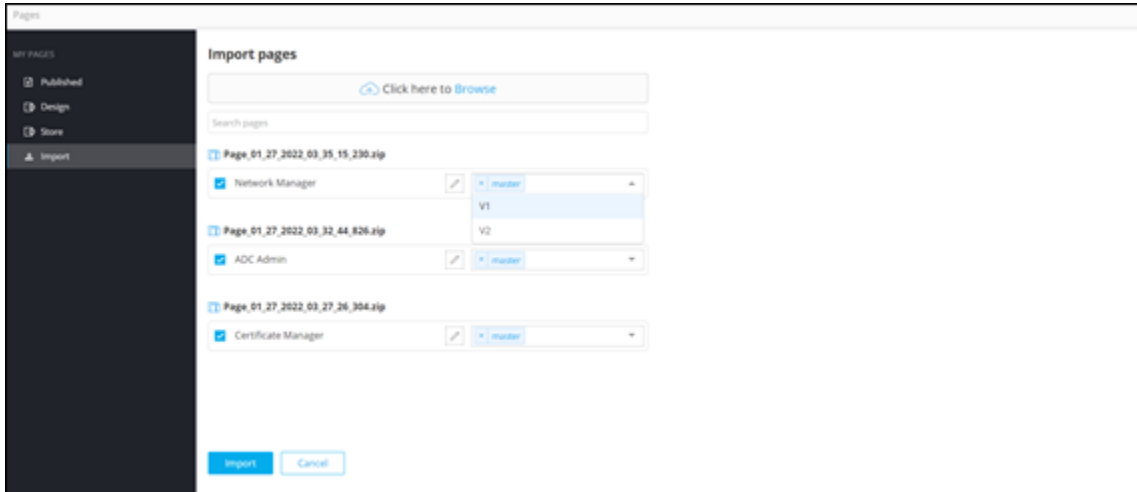 Pages
MY PAGES
Published
Design
Store
Import
Import pages
Click here to Browse
Search pages
Page_01_27_2022_03_35_15_230.zip
Network Manager × master
V1
V2
Page_01_27_2022_03_32_44_826.zip
ADC Admin × master
Page_01_27_2022_03_27_26_304.zip
Certificate Manager × master
Import Cancel